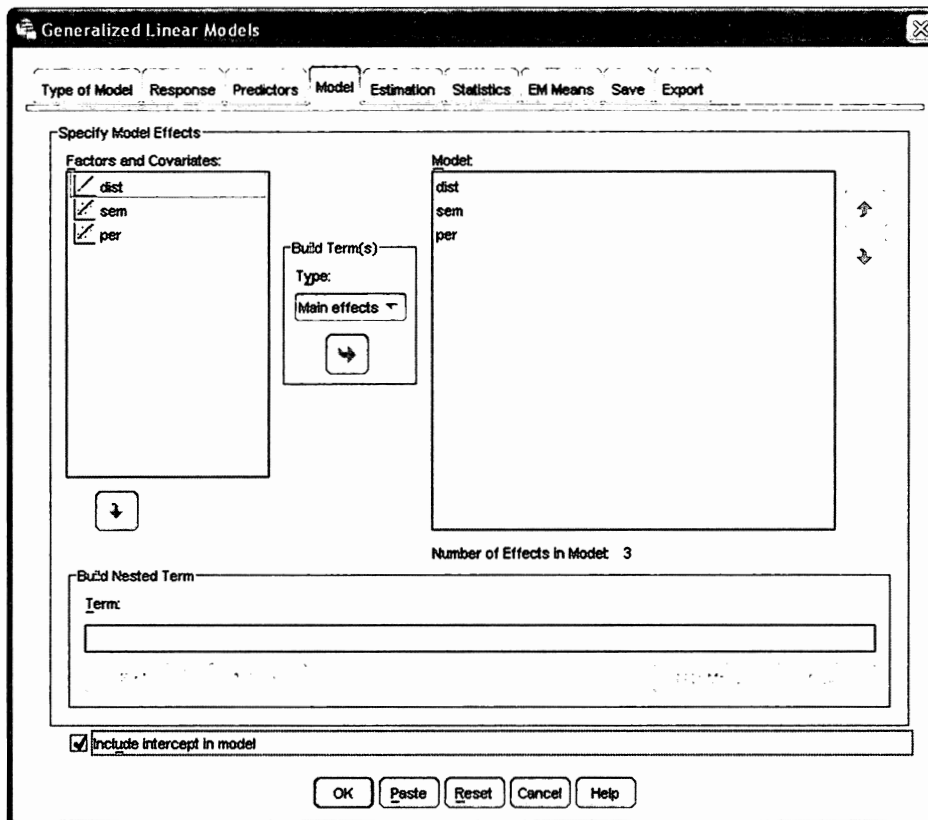 Generalized Linear Models
Type of Model Response Predictors Model Estimation Statistics EM Means Save Export
Specify Model Effects
Factors and Covariates:
dist
sem
per
Build Term(s)
Type:
Main effects
Model:
dist
sem
per
Number of Effects in Model: 3
Build Nested Term
Term:
Include intercept in model
OK Paste Reset Cancel Help